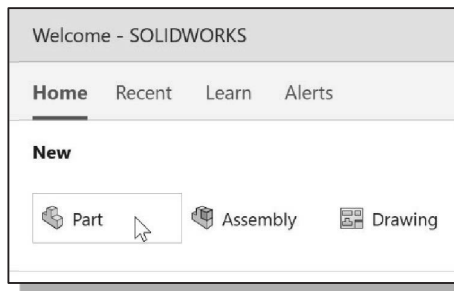 Welcome - SOLIDWORKS
Home Recent Learn Alerts
New
Part Assembly Drawing